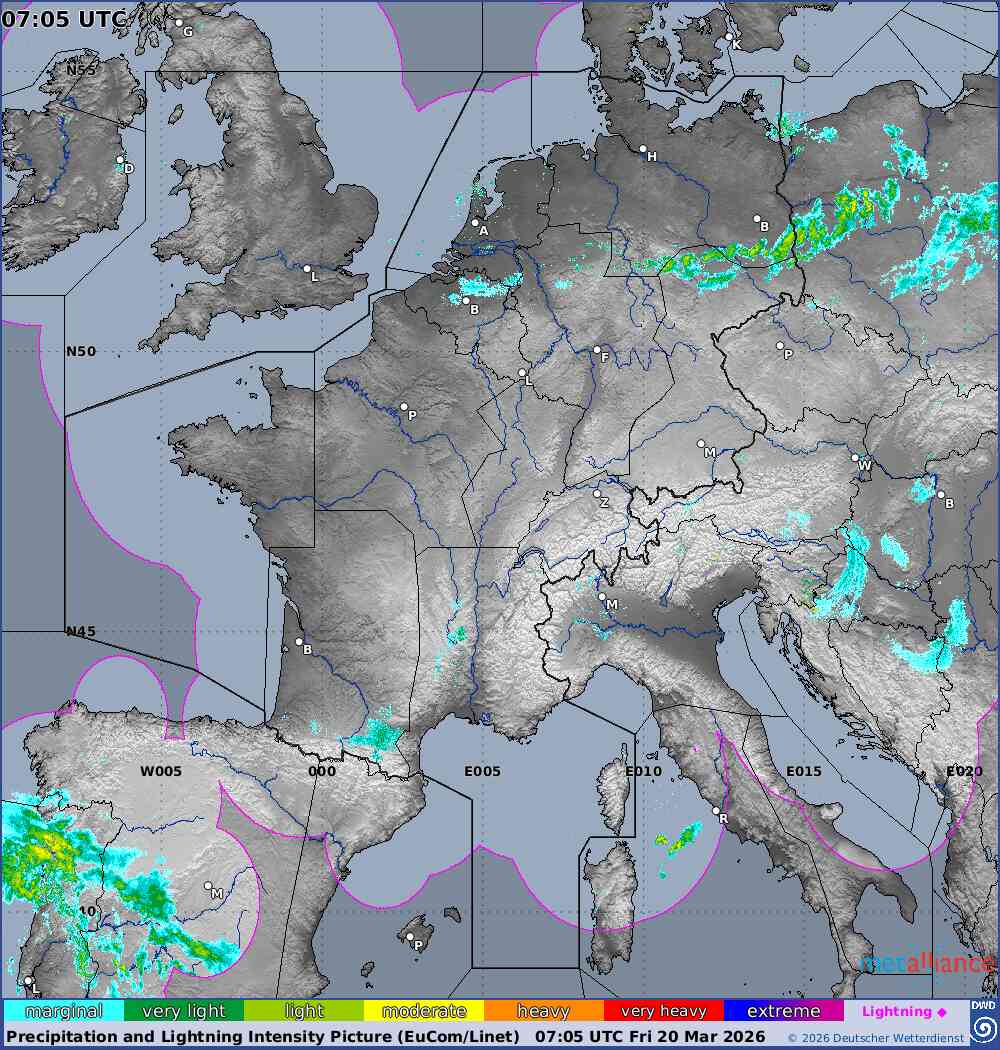 07:05 UTC
G
K
N55
D
H
A
B
L
B
N50
F
P
L
P
M
W
Z
B
M
N45
B
W005
000
E005
E010
E015
E020
R
M
40
P
L
metalliance
marginal
very light
light
moderate
heavy
very heavy
extreme
Lightning
DWD
Precipitation and Lightning Intensity Picture (EuCom/Linet) 07:05 UTC Fri 20 Mar 2026 © 2026 Deutscher Wetterdienst